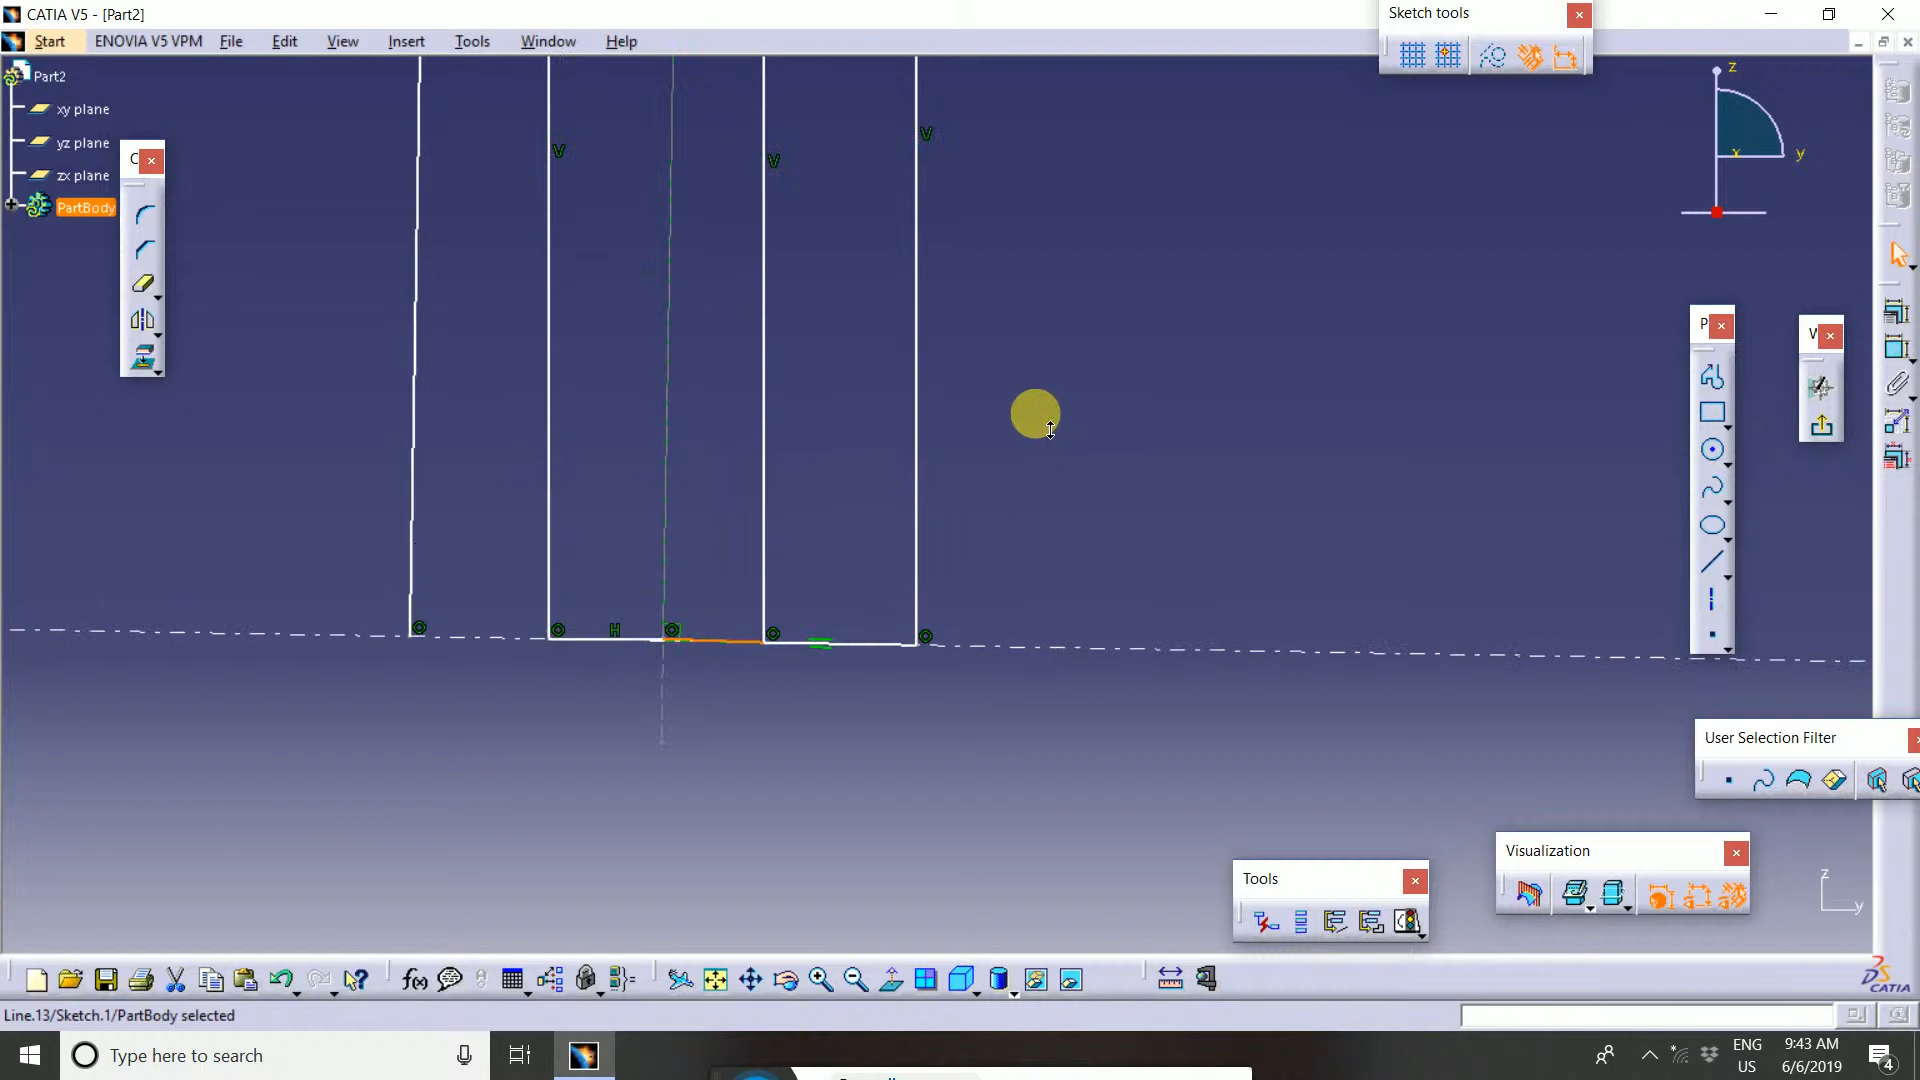 CATIA V5 - [Part2]
Sketch tools
Start
ENOVIA V5 VPM
File
Edit
View
Insert
Tools
Window
Help
Part2
xy plane
yz plane
zx plane
PartBody
z
x
y
V
V
V
H
P
User Selection Filter
Visualization
Tools
z
y
f(x)
CATIA
Line.13/Sketch.1/PartBody selected
Type here to search
ENG
US
9:43 AM
6/6/2019
4